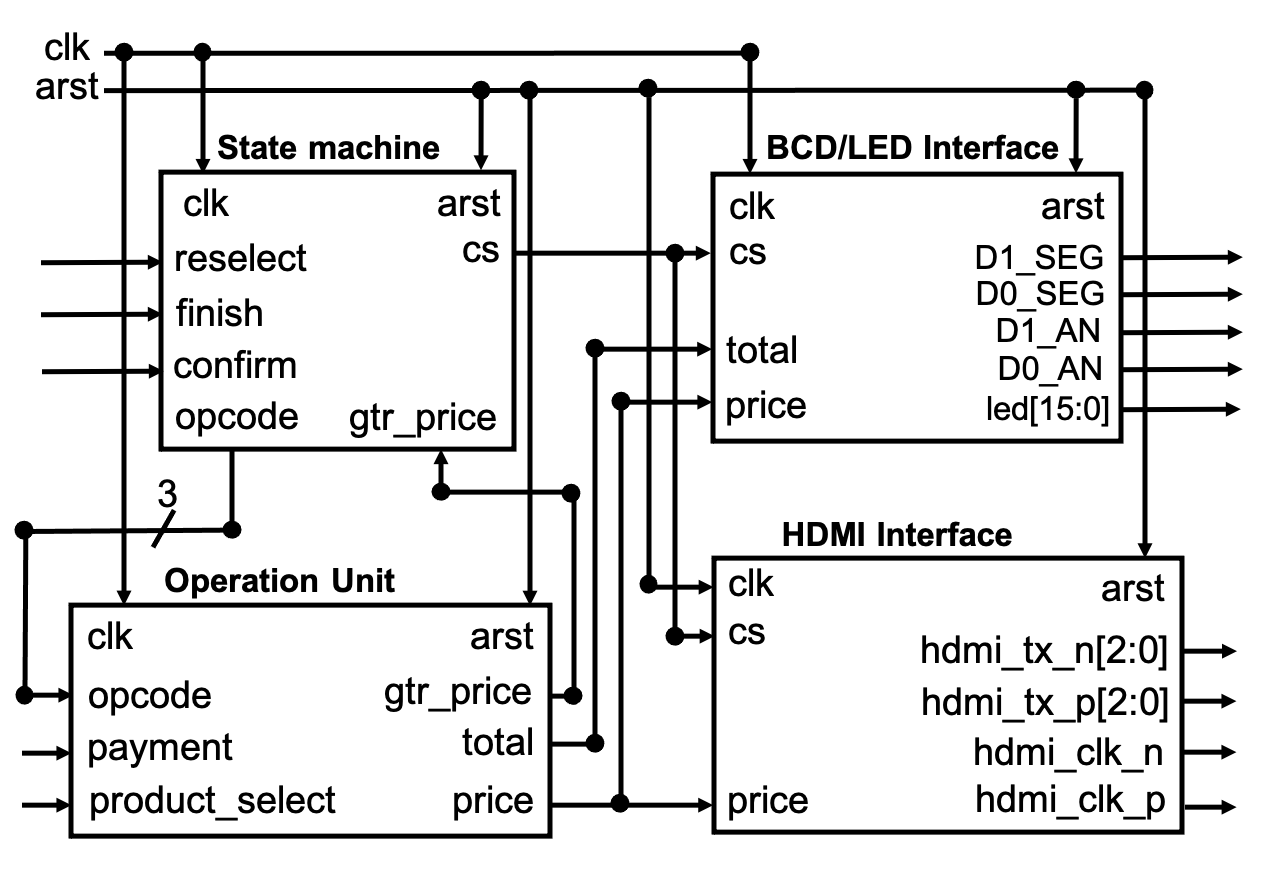 clk
arst
State machine
clk
arst
cs
reselect
finish
confirm
opcode
gtr_price
BCD/LED Interface
clk
arst
cs
D1_SEG
D0_SEG
D1_AN
total
D0_AN
price
led[15:0]
3
Operation Unit
clk
arst
opcode
gtr_price
payment
total
product_select
price
HDMI Interface
clk
arst
cs
hdmi_tx_n[2:0]
hdmi_tx_p[2:0]
hdmi_clk_n
price
hdmi_clk_p